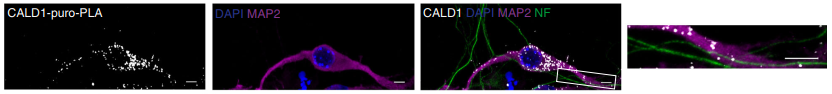 CALD1-puro-PLA
DAPI MAP2
CALD1 DAPI MAP2 NF